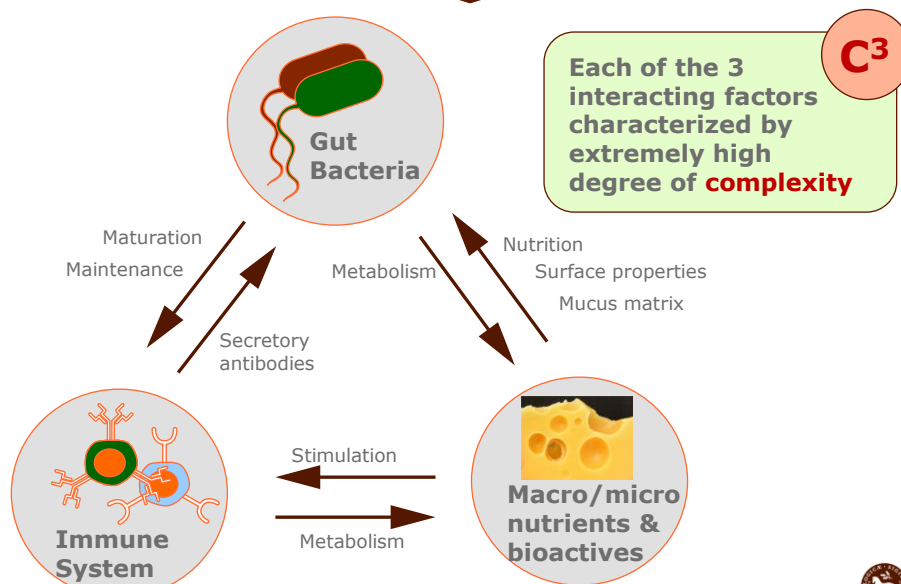 C³
Each of the 3
interacting factors
characterized by
extremely high
degree of complexity
Gut
Bacteria
Maturation
Maintenance
Secretory
antibodies
Metabolism
Nutrition
Surface properties
Mucus matrix
Stimulation
Metabolism
Immune
System
Macro/micro
nutrients &
bioactives